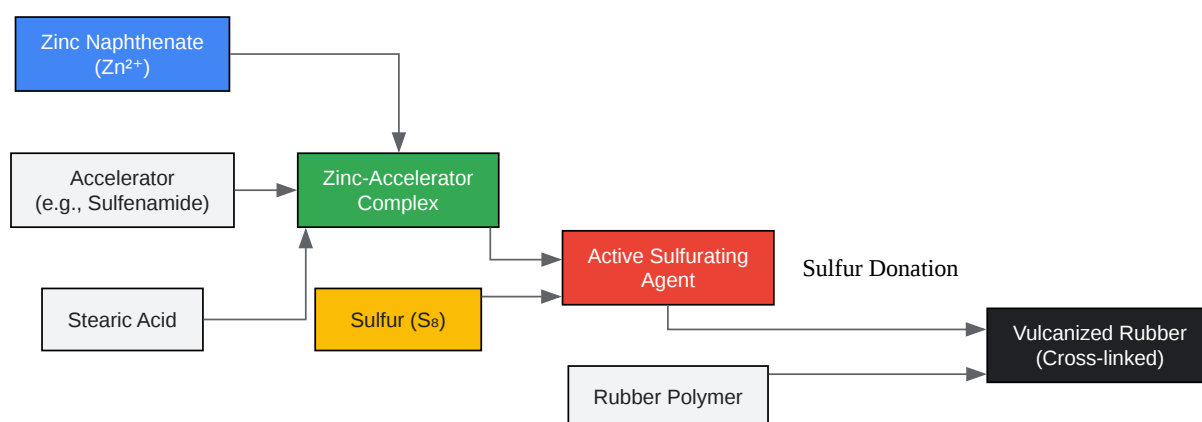 Zinc Naphthenate
(Zn²⁺)
Accelerator
(e.g., Sulfenamide)
Zinc-Accelerator
Complex
Stearic Acid
Sulfur (S₈)
Active Sulfurating
Agent
Sulfur Donation
Rubber Polymer
Vulcanized Rubber
(Cross-linked)